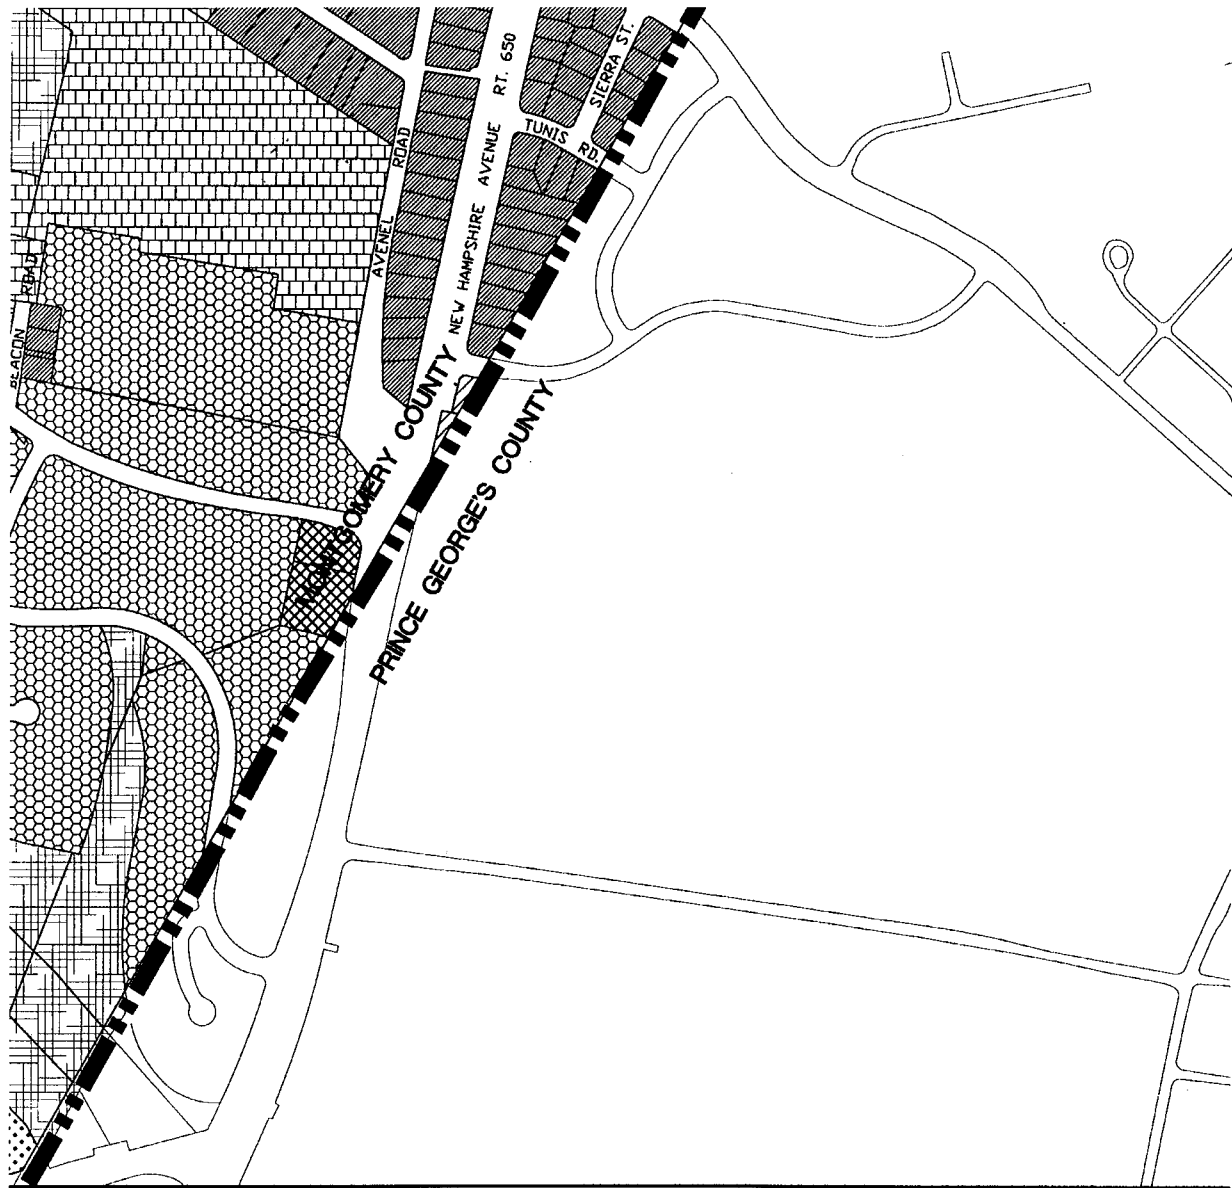 SIERRA ST.
NEW HAMPSHIRE AVENUE RT. 650
TUNIS RD.
AVENEL ROAD
BEACON ROAD
MONTGOMERY COUNTY
PRINCE GEORGE'S COUNTY